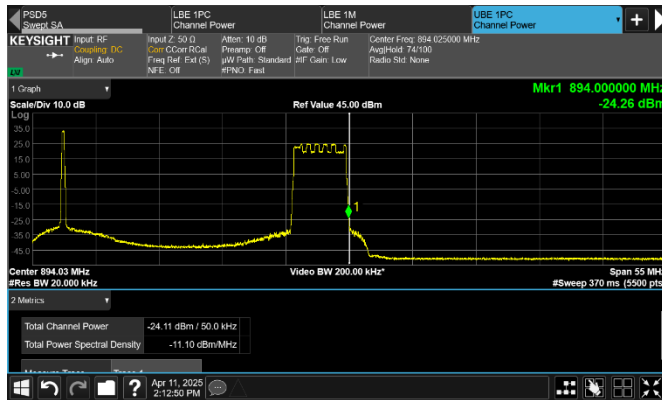 PSD5
Swept SA
LBE 1PC
Channel Power
LBE 1M
Channel Power
UBE 1PC
Channel Power
KEYSIGHT
Input: RF
Coupling: DC
Align: Auto
Input Z: 50 Ω
Corr CCorr RCal
Freq Ref: Ext (S)
NFE: Off
Atten: 10 dB
Preamp: Off
µW Path: Standard
#PNO: Fast
Trig: Free Run
Gate: Off
#IF Gain: Low
Center Freq: 894.025000 MHz
Avg|Hold: 74/100
Radio Std: None
1 Graph
Scale/Div 10.0 dB
Ref Value 45.00 dBm
Mkr1 894.000000 MHz
-24.26 dBm
Log
35.0
25.0
15.0
5.00
-5.00
-15.0
-25.0
-35.0
-45.0
1
Center 894.03 MHz
#Res BW 20.000 kHz
Video BW 200.00 kHz*
Span 55 MHz
#Sweep 370 ms (5500 pts
2 Metrics
Total Channel Power -24.11 dBm / 50.0 kHz
Total Power Spectral Density -11.10 dBm/MHz
Apr 11, 2025
2:12:50 PM